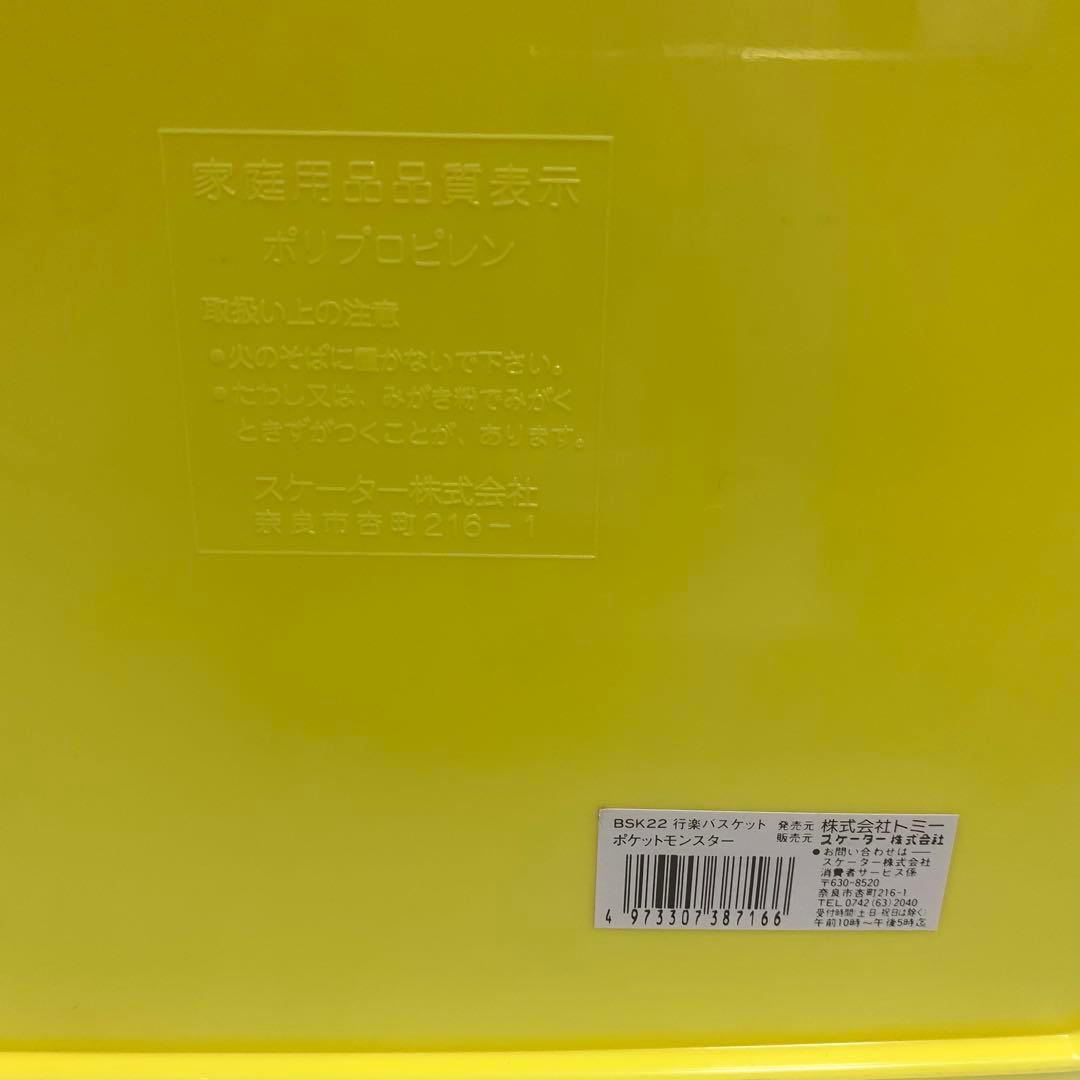 家庭用品品質表示
ポリプロピレン
取扱い上の注意
●火のそばに置かないで下さい。
●たわし又は、みがき粉でみがく
ときずがつくことが、あります。
スケーター株式会社
奈良市杏町216-1
BSK22 行楽バスケット
ポケットモンスター
4 973307 387166
発売元 株式会社トミー
販売元 スケーター株式会社
●お問い合わせは──
スケーター株式会社
消費者サービス係
〒630-8520
奈良市杏町216-1
TEL 0742(63)2040
受付時間(土・日・祝日は除く)
午前10時〜午後5時迄